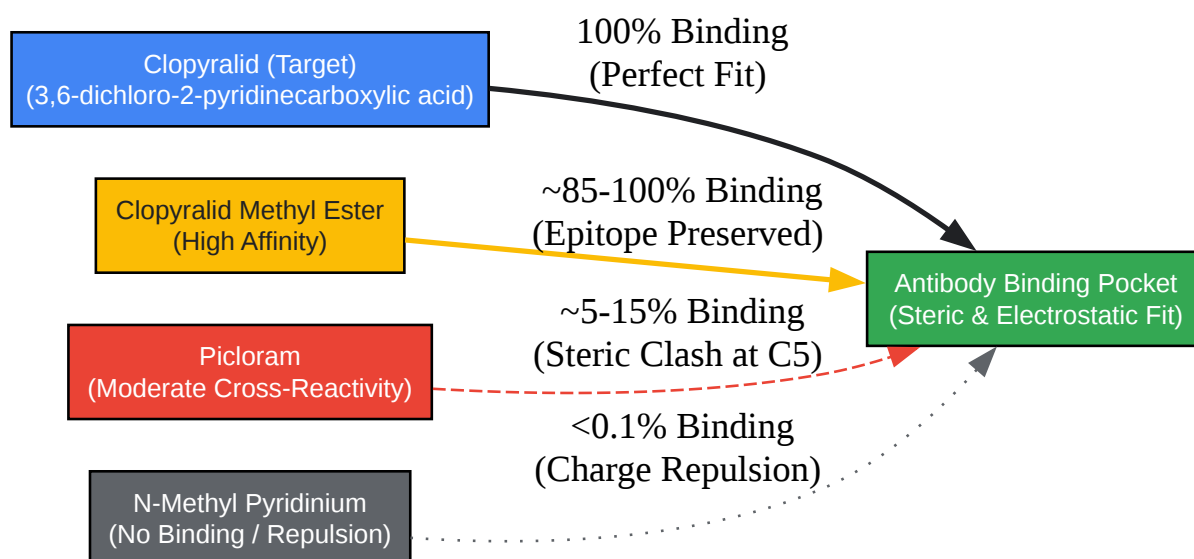 Clopyralid (Target)
(3,6-dichloro-2-pyridinecarboxylic acid)
100% Binding
(Perfect Fit)
Clopyralid Methyl Ester
(High Affinity)
~85-100% Binding
(Epitope Preserved)
Antibody Binding Pocket
(Steric & Electrostatic Fit)
Picloram
(Moderate Cross-Reactivity)
~5-15% Binding
(Steric Clash at C5)
<0.1% Binding
(Charge Repulsion)
N-Methyl Pyridinium
(No Binding / Repulsion)